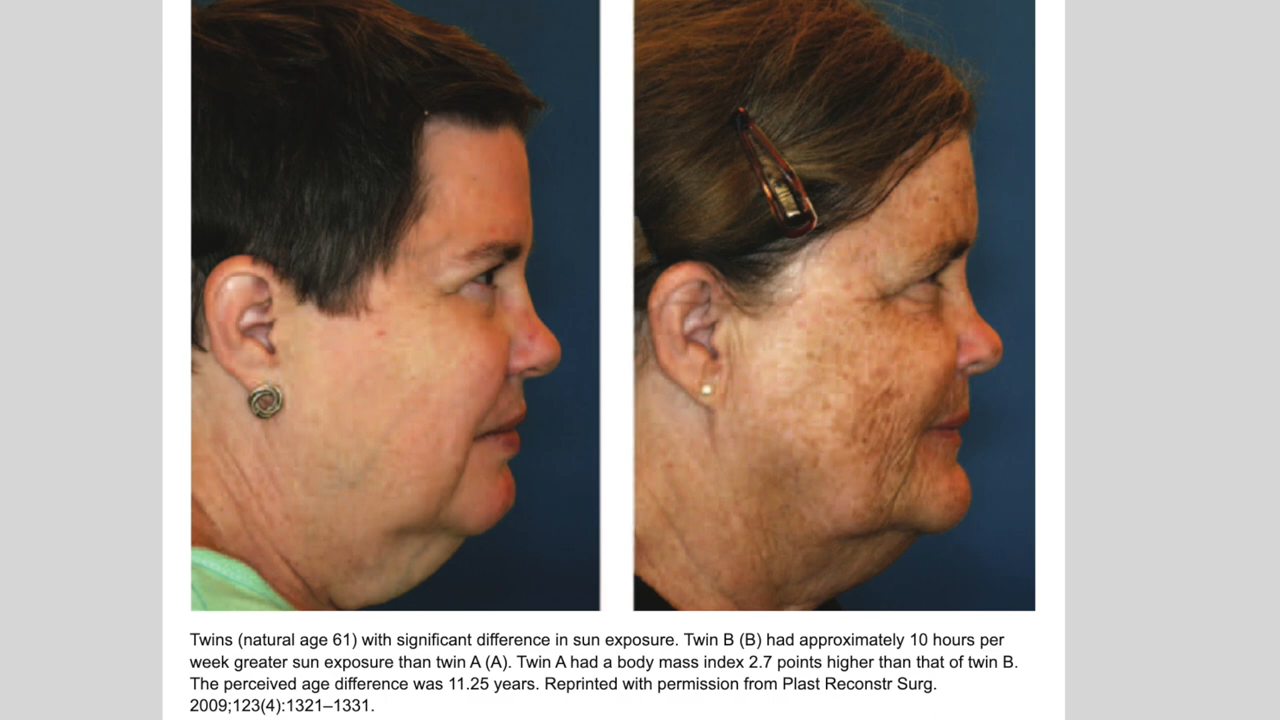 Twins (natural age 61) with significant difference in sun exposure. Twin B (B) had approximately 10 hours per
week greater sun exposure than twin A (A). Twin A had a body mass index 2.7 points higher than that of twin B.
The perceived age difference was 11.25 years. Reprinted with permission from Plast Reconstr Surg.
2009;123(4):1321–1331.